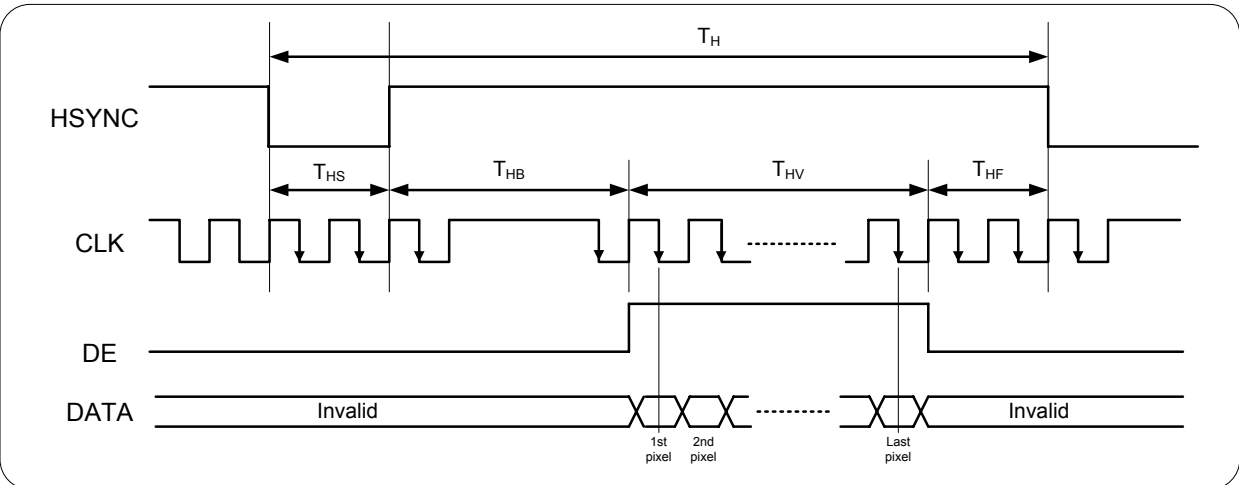 TH
HSYNC
THS
THB
THV
THF
CLK
DE
DATA
Invalid
Invalid
1st
pixel
2nd
pixel
Last
pixel